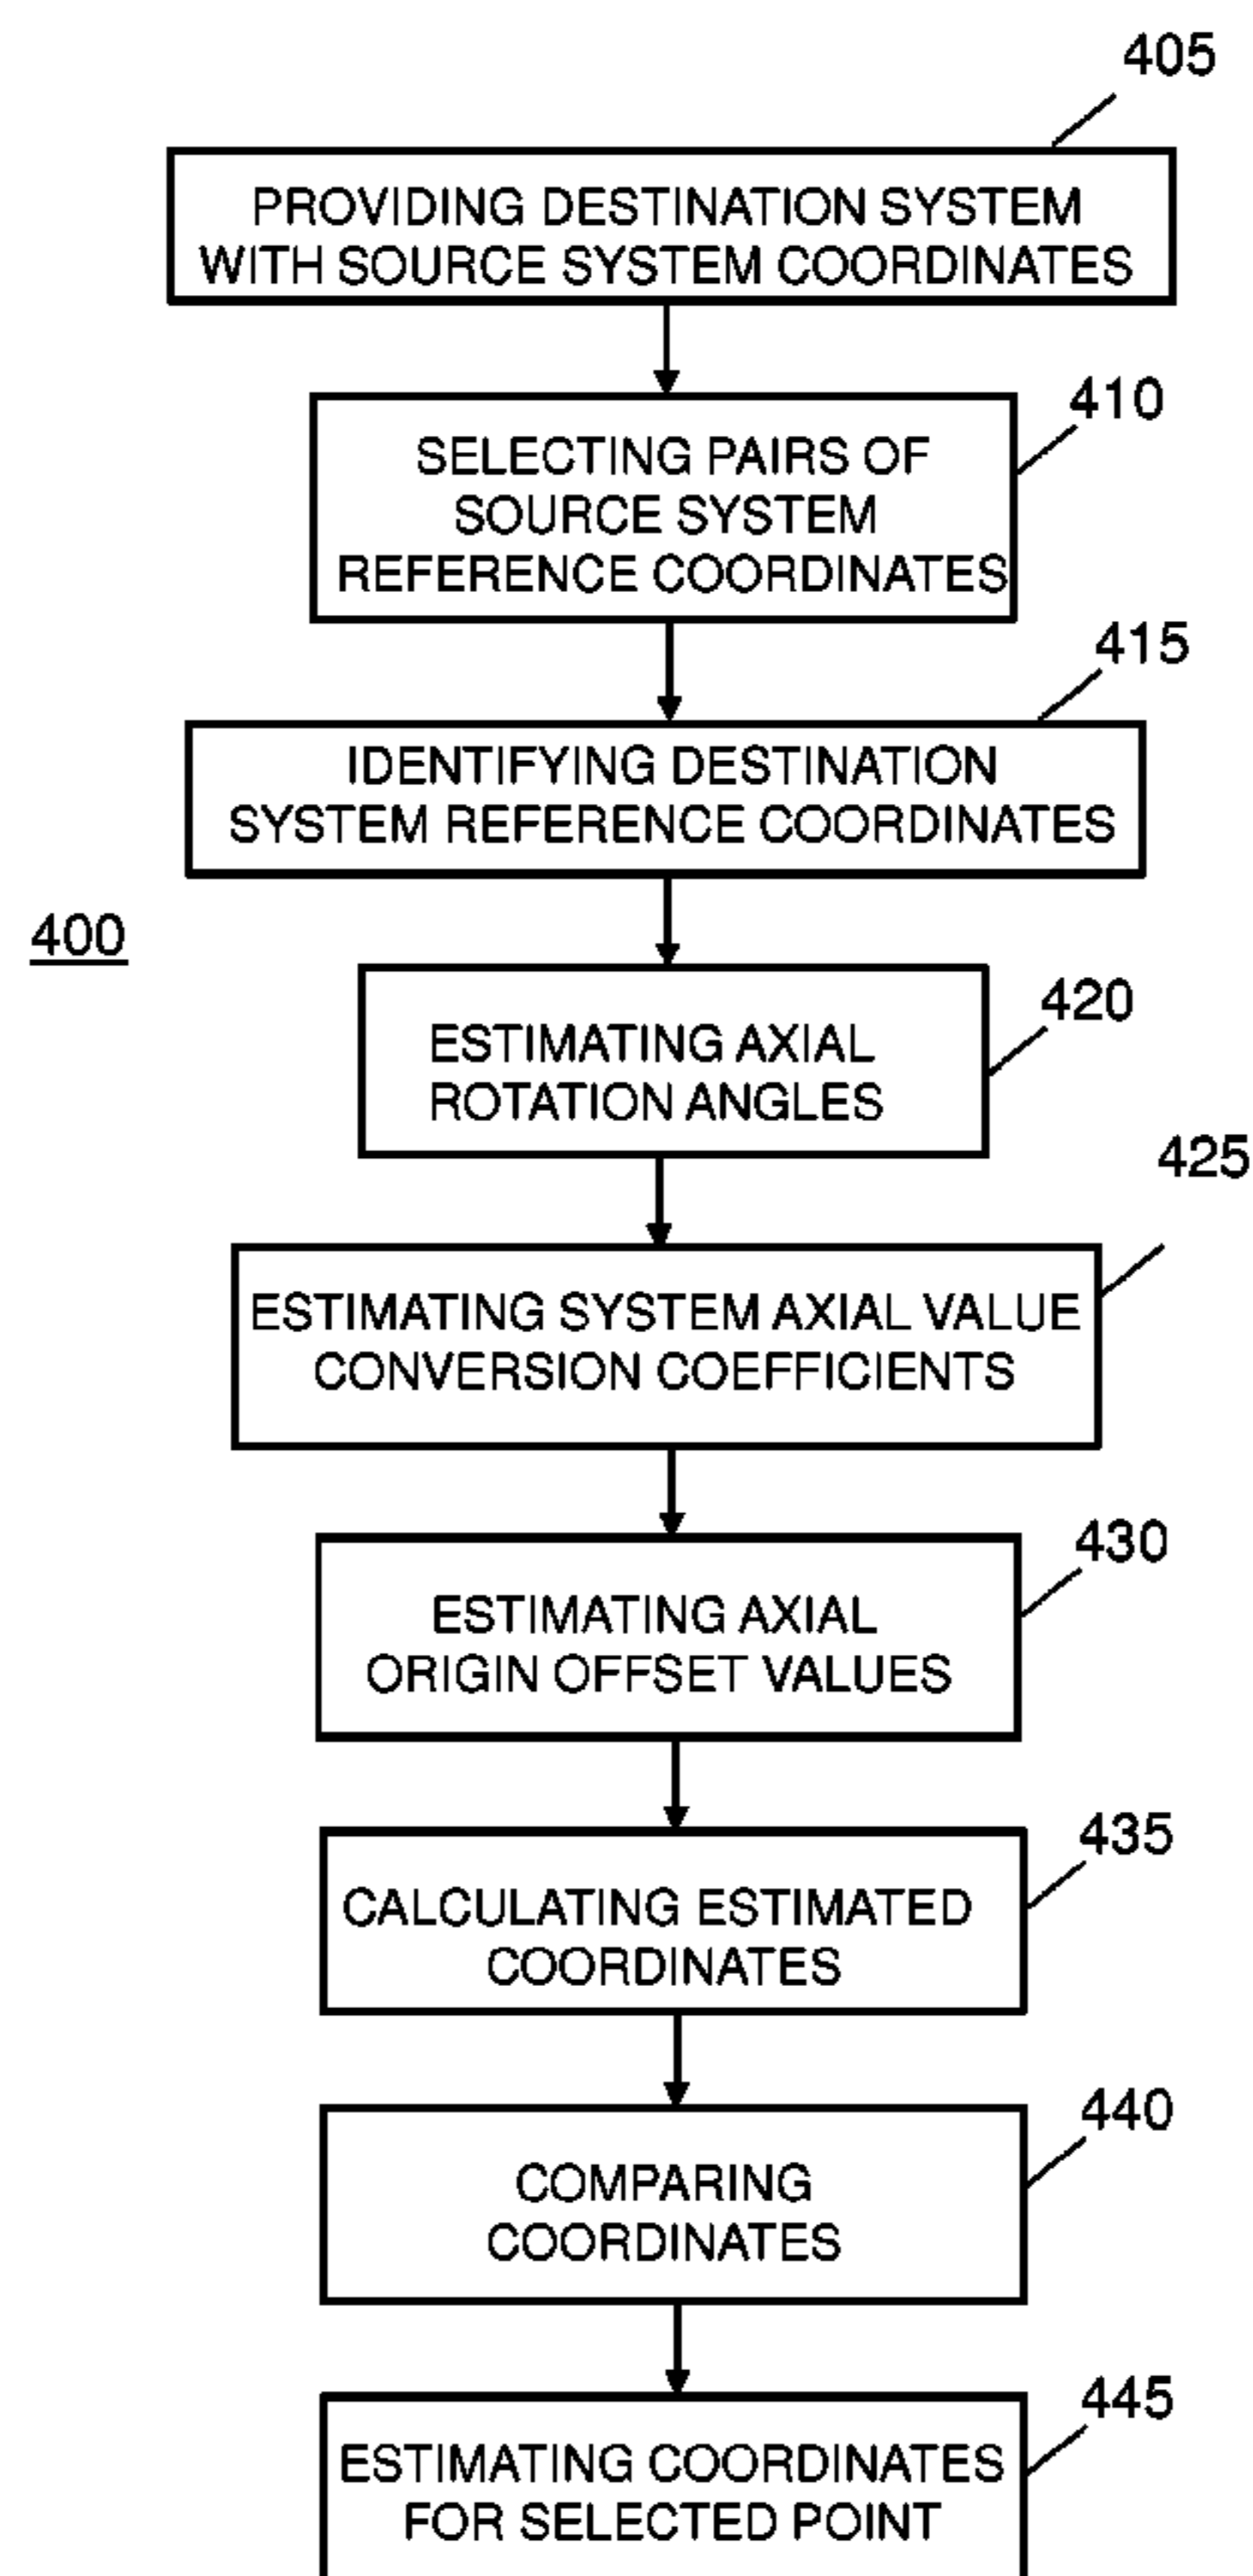 405
PROVIDING DESTINATION SYSTEM
WITH SOURCE SYSTEM COORDINATES
410
SELECTING PAIRS OF
SOURCE SYSTEM
REFERENCE COORDINATES
415
IDENTIFYING DESTINATION
SYSTEM REFERENCE COORDINATES
400
420
ESTIMATING AXIAL
ROTATION ANGLES
425
ESTIMATING SYSTEM AXIAL VALUE
CONVERSION COEFFICIENTS
430
ESTIMATING AXIAL
ORIGIN OFFSET VALUES
435
CALCULATING ESTIMATED
COORDINATES
440
COMPARING
COORDINATES
445
ESTIMATING COORDINATES
FOR SELECTED POINT